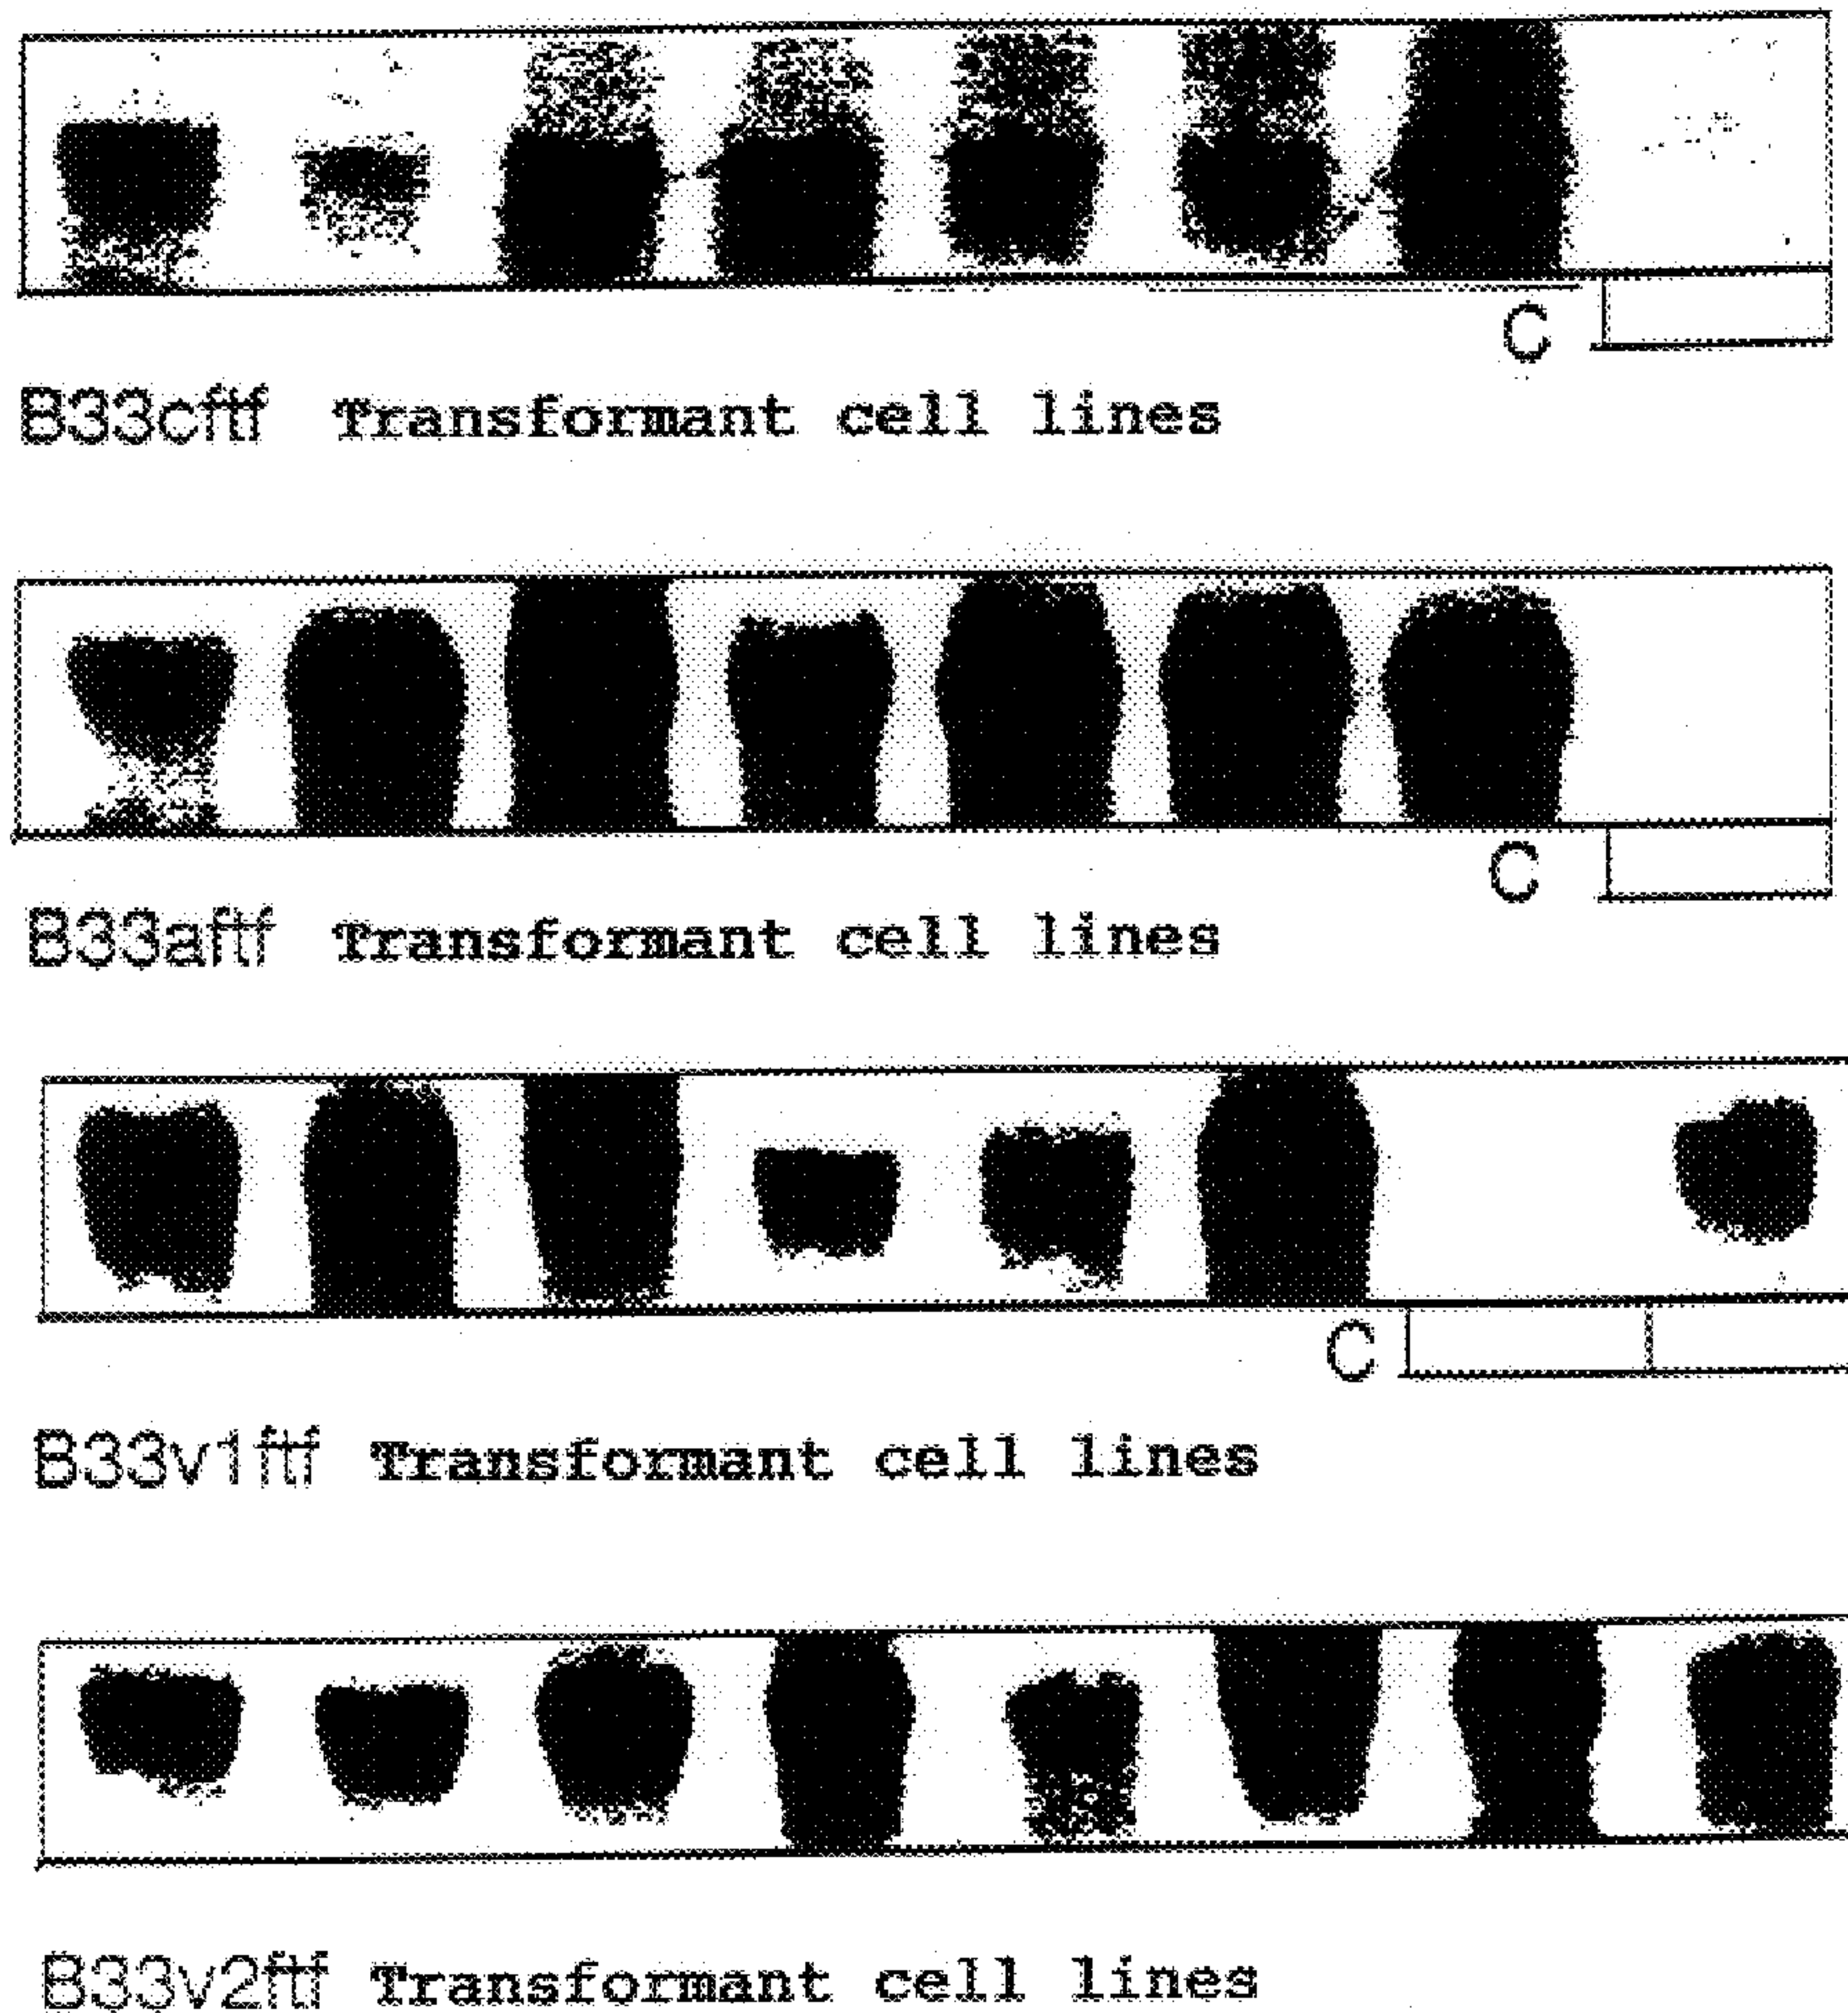 C
B33cftf Transformant cell lines
C
B33aftf Transformant cell lines
C
B33v1ftf Transformant cell lines
B33v2ftf Transformant cell lines